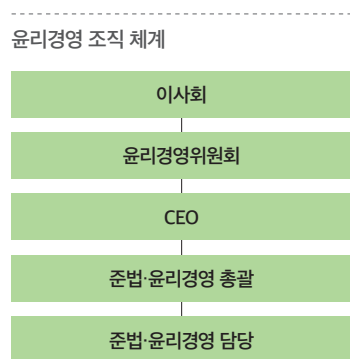 윤리경영 조직 체계
이사회
윤리경영위원회
CEO
준법·윤리경영 총괄
준법·윤리경영 담당